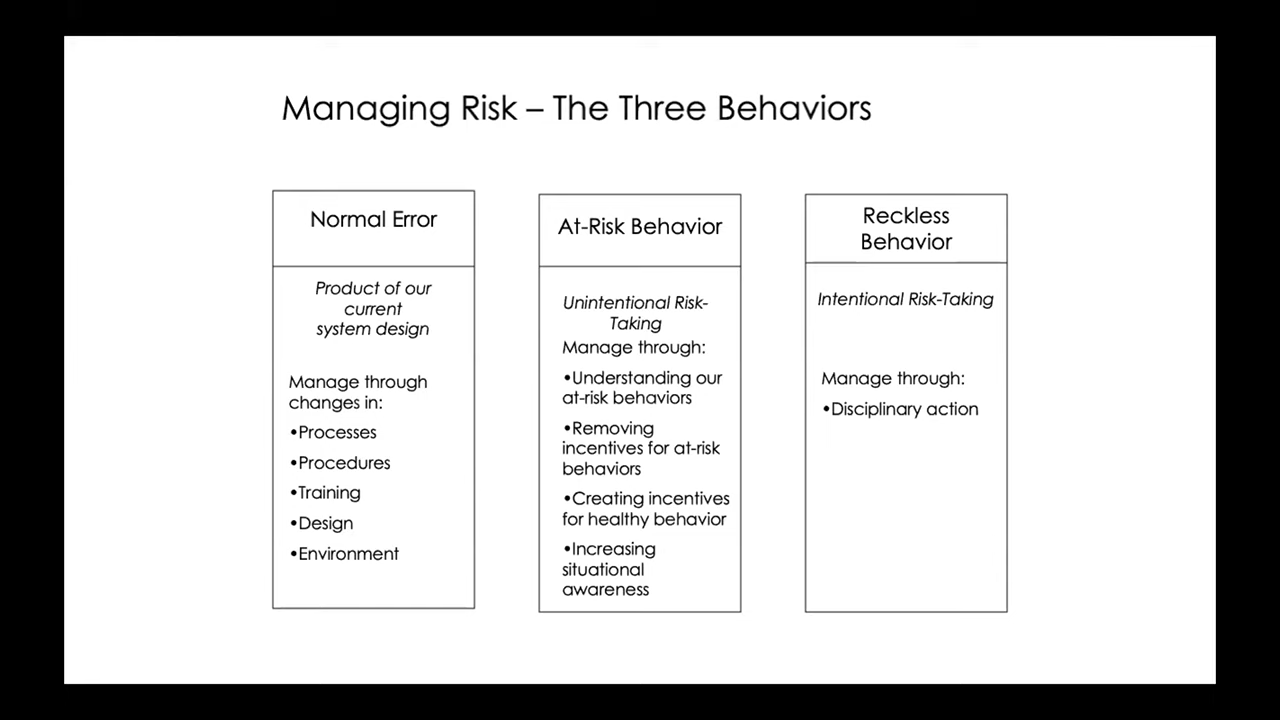 Managing Risk – The Three Behaviors
Normal Error
Product of our
current
system design
Manage through
changes in:
•Processes
•Procedures
•Training
•Design
•Environment
At-Risk Behavior
Unintentional Risk-
Taking
Manage through:
•Understanding our
at-risk behaviors
•Removing
incentives for at-risk
behaviors
•Creating incentives
for healthy behavior
•Increasing
situational
awareness
Reckless
Behavior
Intentional Risk-Taking
Manage through:
•Disciplinary action